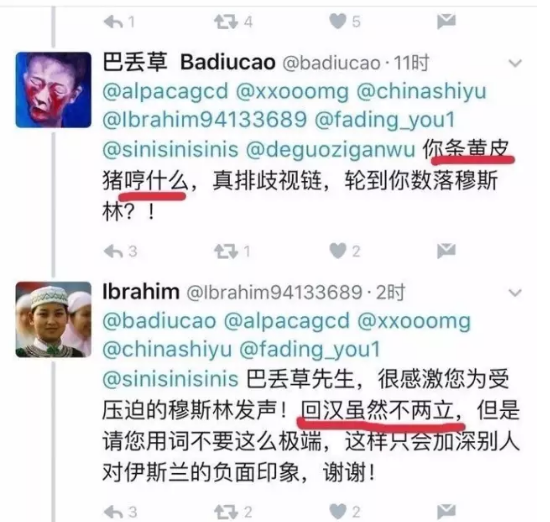 1 4 5
巴丢草 Badiucao @badiucao · 11时
@alpacagcd @xxooomg @chinashiyu
@Ibrahim94133689 @fading_yu1
@sinisinisinis @deguoziganwu 你条黄皮
猪哼什么，真排歧视链，轮到你数落穆斯
林？！
3 1 2
Ibrahim @Ibrahim94133689 · 2时
@badiucao @alpacagcd @xxooomg
@chinashiyu @fading_yu1
@sinisinisinis 巴丢草先生，很感激您为受
压迫的穆斯林发声！回汉虽然不两立，但是
请您用词不要这么极端，这样只会加深别人
对伊斯兰的负面印象，谢谢！
3 2 2